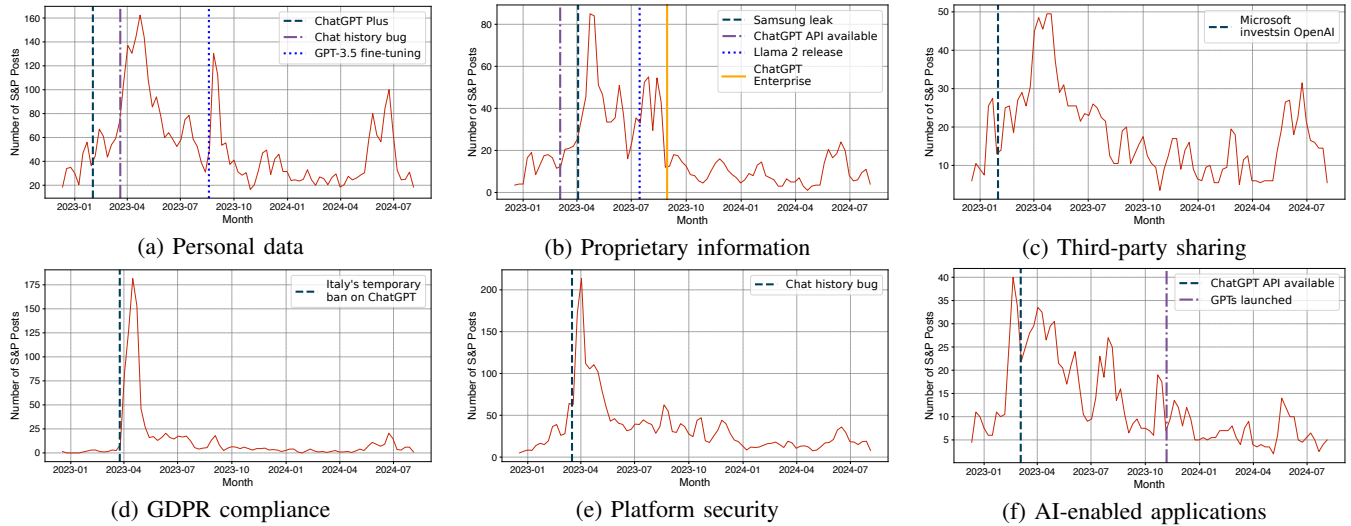 ChatGPT Plus
Chat history bug
GPT-3.5 fine-tuning
Number of S&P Posts
160
140
120
100
80
60
40
20
2023-01 2023-04 2023-07 2023-10 2024-01 2024-04 2024-07
Month
(a) Personal data
Samsung leak
ChatGPT API available
Llama 2 release
ChatGPT
Enterprise
Number of S&P Posts
80
60
40
20
0
2023-01 2023-04 2023-07 2023-10 2024-01 2024-04 2024-07
Month
(b) Proprietary information
Microsoft
investsin OpenAI
Number of S&P Posts
50
40
30
20
10
2023-01 2023-04 2023-07 2023-10 2024-01 2024-04 2024-07
Month
(c) Third-party sharing
Italy's temporary
ban on ChatGPT
Number of S&P Posts
175
150
125
100
75
50
25
0
2023-01 2023-04 2023-07 2023-10 2024-01 2024-04 2024-07
Month
(d) GDPR compliance
Chat history bug
Number of S&P Posts
200
150
100
50
0
2023-01 2023-04 2023-07 2023-10 2024-01 2024-04 2024-07
Month
(e) Platform security
ChatGPT API available
GPTs launched
Number of S&P Posts
40
35
30
25
20
15
10
5
2023-01 2023-04 2023-07 2023-10 2024-01 2024-04 2024-07
Month
(f) AI-enabled applications